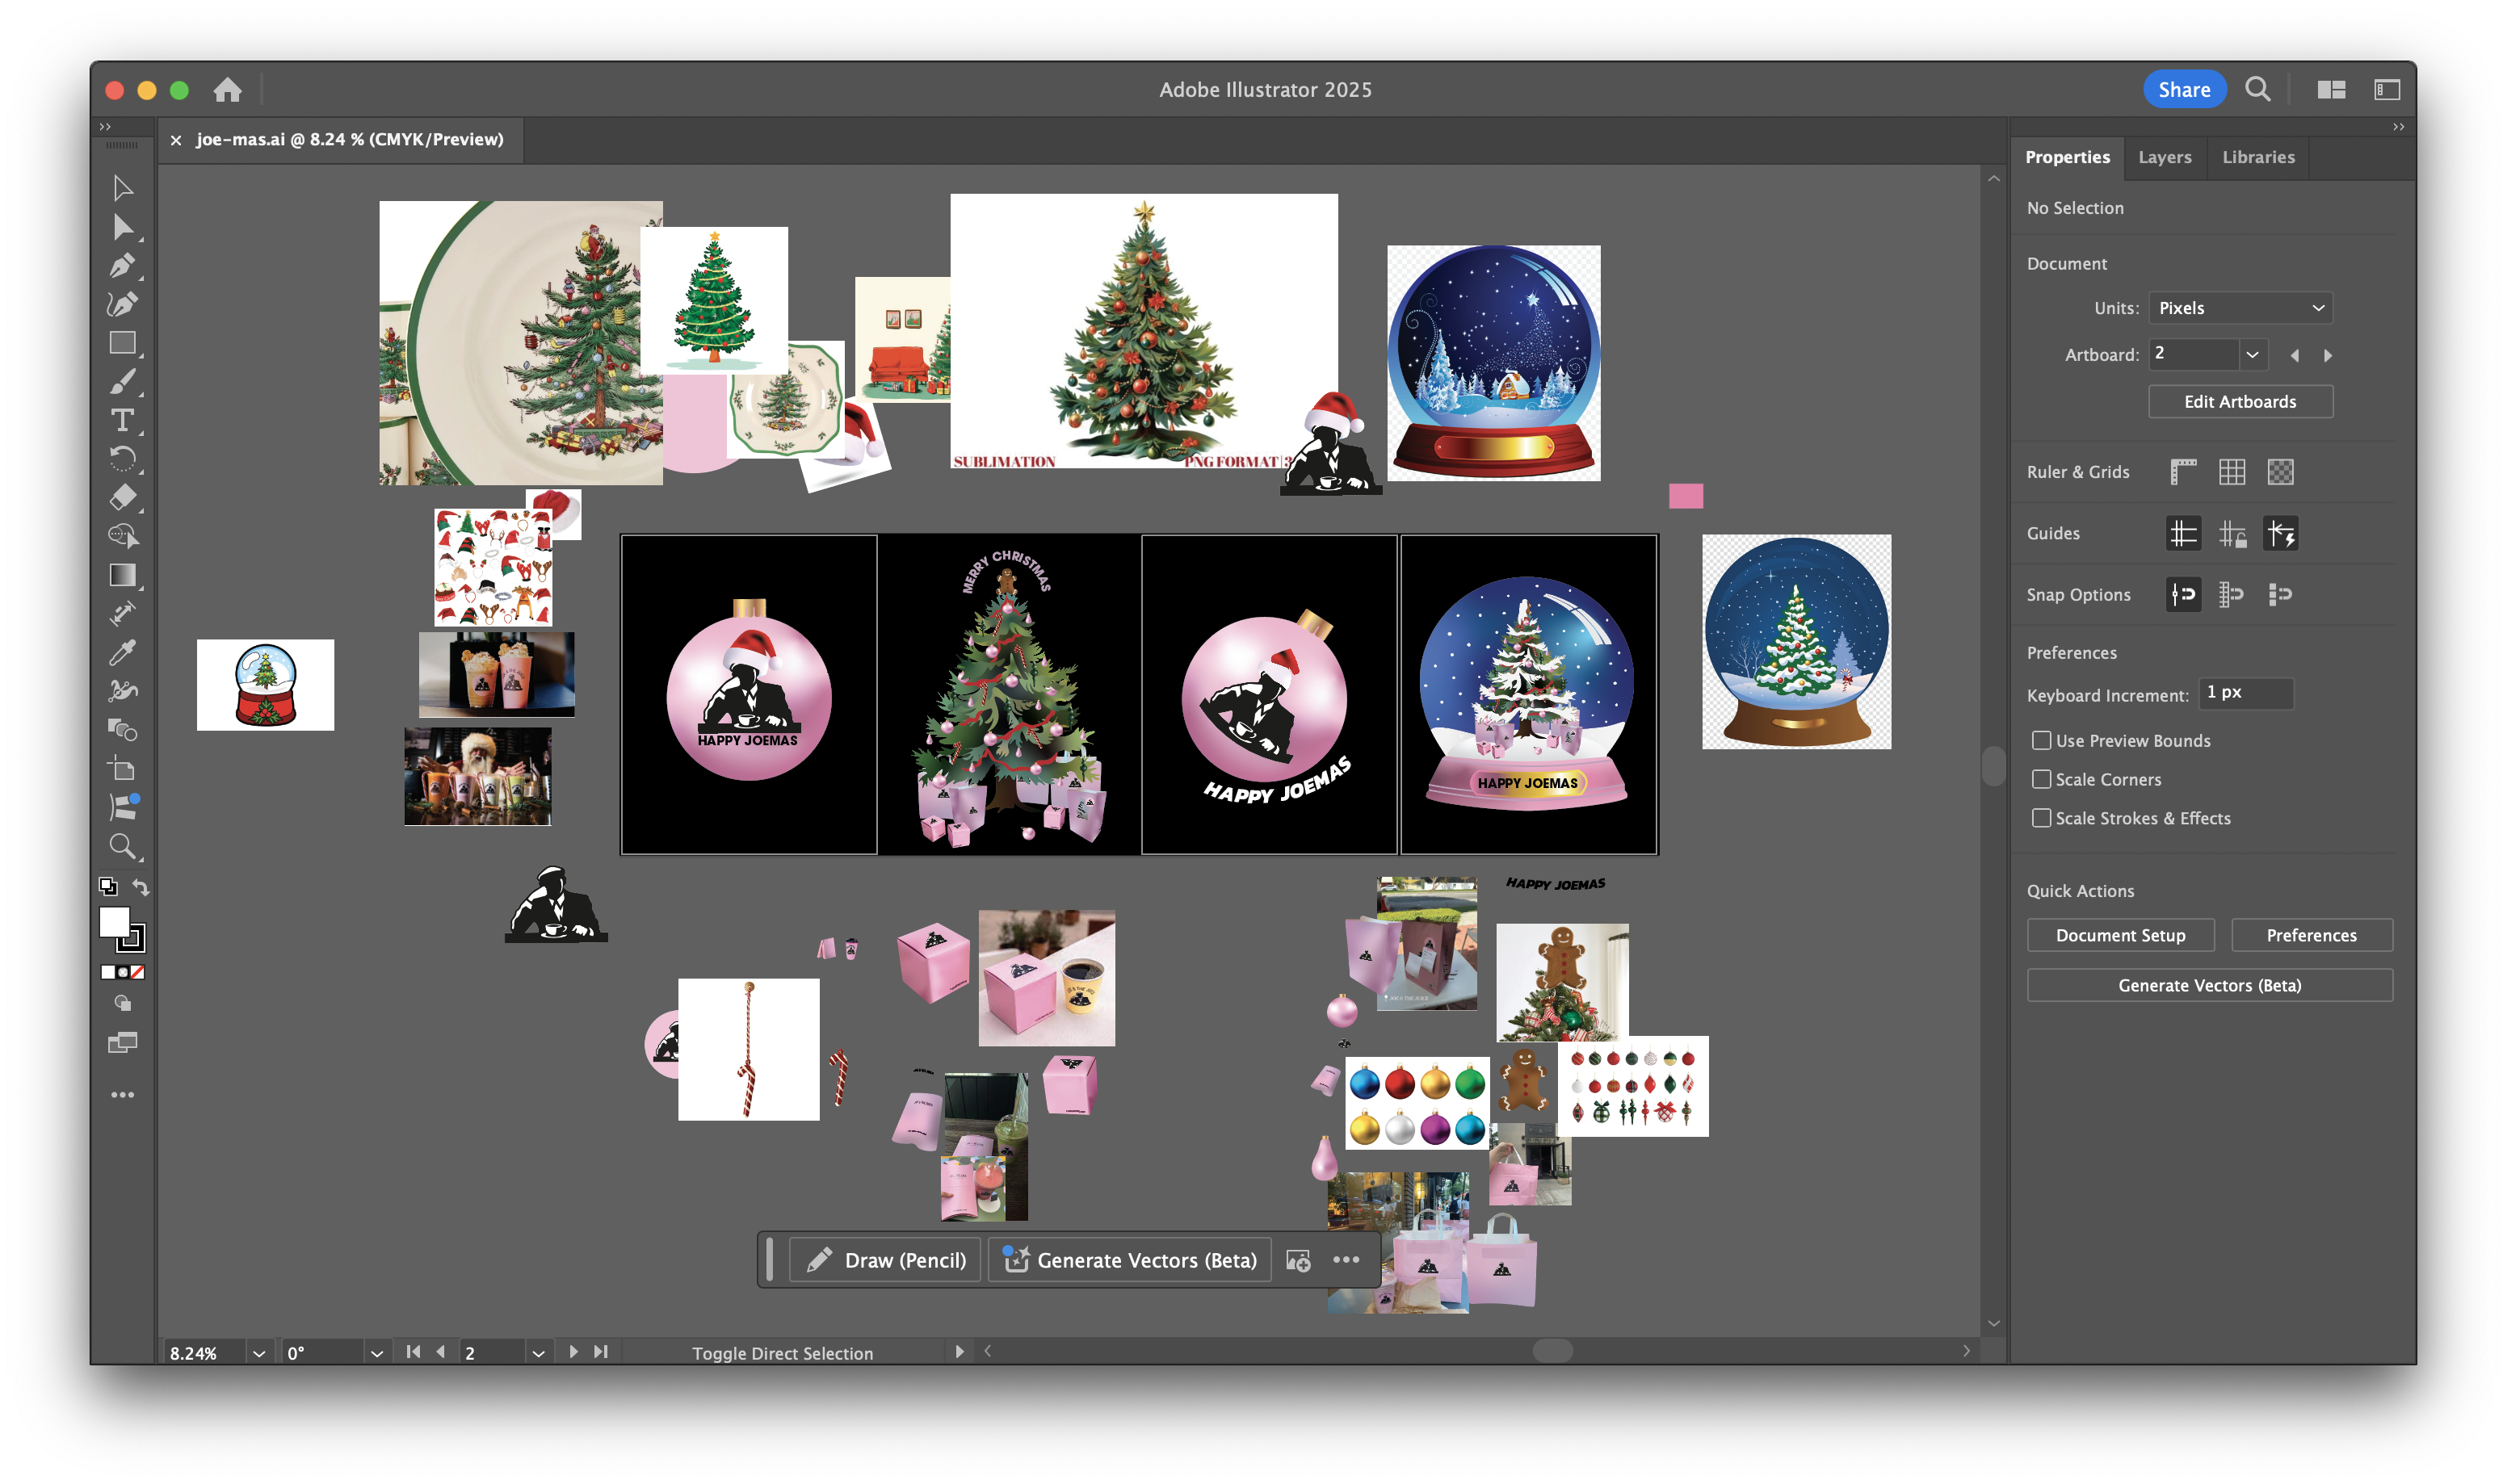 Adobe Illustrator 2025
Share
joe-mas.ai @ 8.24 % (CMYK/Preview)
Properties
Layers
Libraries
No Selection
Document
Units:
Pixels
Artboard:
2
Edit Artboards
Ruler & Grids
Guides
Snap Options
Preferences
Keyboard Increment:
1 px
Use Preview Bounds
Scale Corners
Scale Strokes & Effects
Quick Actions
Document Setup
Preferences
Generate Vectors (Beta)
SUBLIMATION
PNG FORMAT | 3
HAPPY JOEMAS
MERRY CHRISTMAS
HAPPY JOEMAS
HAPPY JOEMAS
HAPPY JOEMAS
Draw (Pencil)
Generate Vectors (Beta)
8.24%
0°
2
Toggle Direct Selection